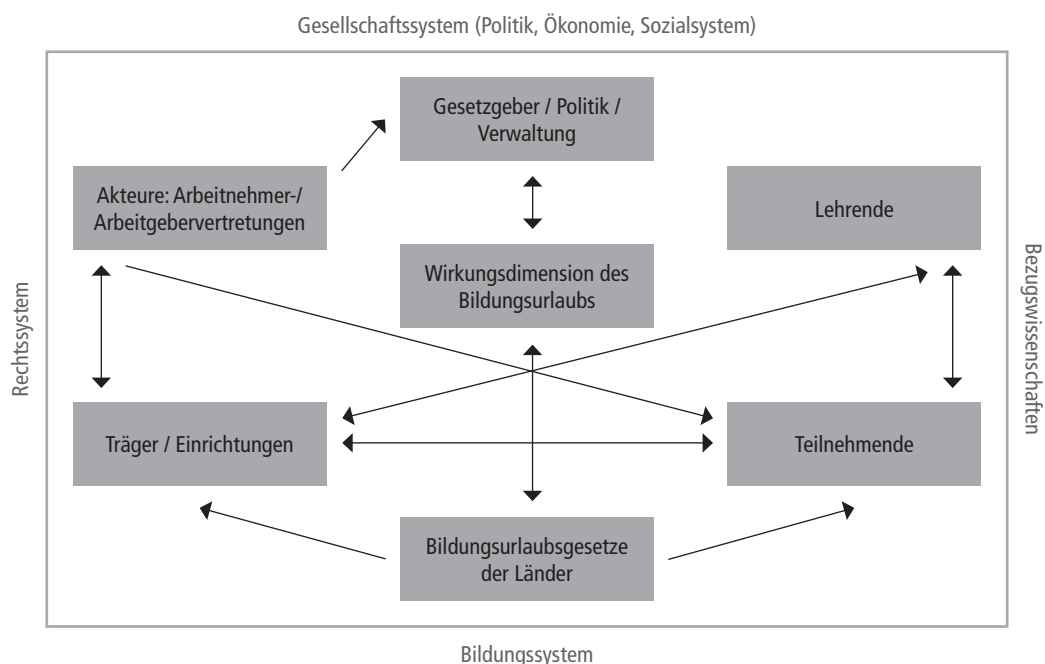 Gesellschaftssystem (Politik, Ökonomie, Sozialsystem)
Gesetzgeber / Politik /
Verwaltung
Akteure: Arbeitnehmer-/
Arbeitgebervertretungen
Lehrende
Wirkungsdimension des
Bildungsurlaubs
Rechtssystem
Bezugswissenschaften
Träger / Einrichtungen
Teilnehmende
Bildungsurlaubsgesetze
der Länder
Bildungssystem